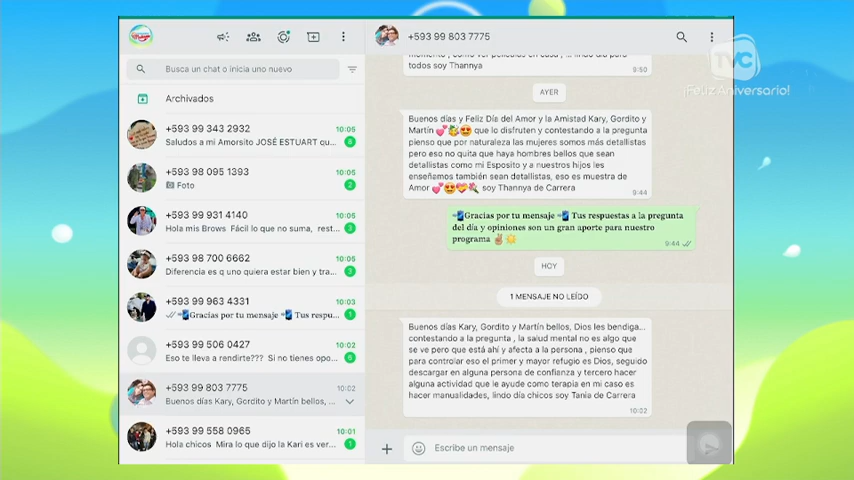 +593 99 803 7775
TVC
¡Feliz Aniversario!
Busca un chat o inicia uno nuevo
Archivados
+593 99 343 2932
10:05
Saludos a mi Amorsito JOSÉ ESTUART qu...
+593 98 095 1393
10:05
Foto
2
+593 99 931 4140
10:05
Hola mis Brows Fácil lo que no suma, rest...
3
+593 98 700 6662
10:05
Diferencia es q uno quiera estar bien y tra...
+593 99 963 4331
10:03
Gracias por tu mensaje Tus respu...
1
+593 99 506 0427
10:02
Eso te lleva a rendirte??? Si no tienes opo...
6
+593 99 803 7775
10:02
Buenos días Kary, Gordito y Martín bellos, ...
+593 99 558 0965
10:01
Hola chicos Mira lo que dijo la Kari es ver...
1
todos soy Thannya
9:50
AYER
Buenos días y Feliz Día del Amor y la Amistad Kary, Gordito y
Martín 💕🥰😍 que lo disfruten y contestando a la pregunta
pienso que por naturaleza las mujeres somos más detallistas
pero eso no quita que haya hombres bellos que sean
detallistas como mi Esposito y a nuestros hijos les
enseñamos también sean detallistas, eso es muestra de
Amor 💕😍💝🌷 soy Thannya de Carrera
9:44
📲Gracias por tu mensaje 📲 Tus respuestas a la pregunta
del día y opiniones son un gran aporte para nuestro
programa ✌🌟
9:44
HOY
1 MENSAJE NO LEÍDO
Buenos días Kary, Gordito y Martín bellos, Dios les bendiga...
contestando a la pregunta , la salud mental no es algo que
se ve pero que está ahí y afecta a la persona , pienso que
para controlar eso el primer y mayor refugio es Dios, seguido
descargar en alguna persona de confianza y tercero hacer
alguna actividad que le ayude como terapia en mi caso es
hacer manualidades, lindo día chicos soy Tania de Carrera
10:02
Escribe un mensaje